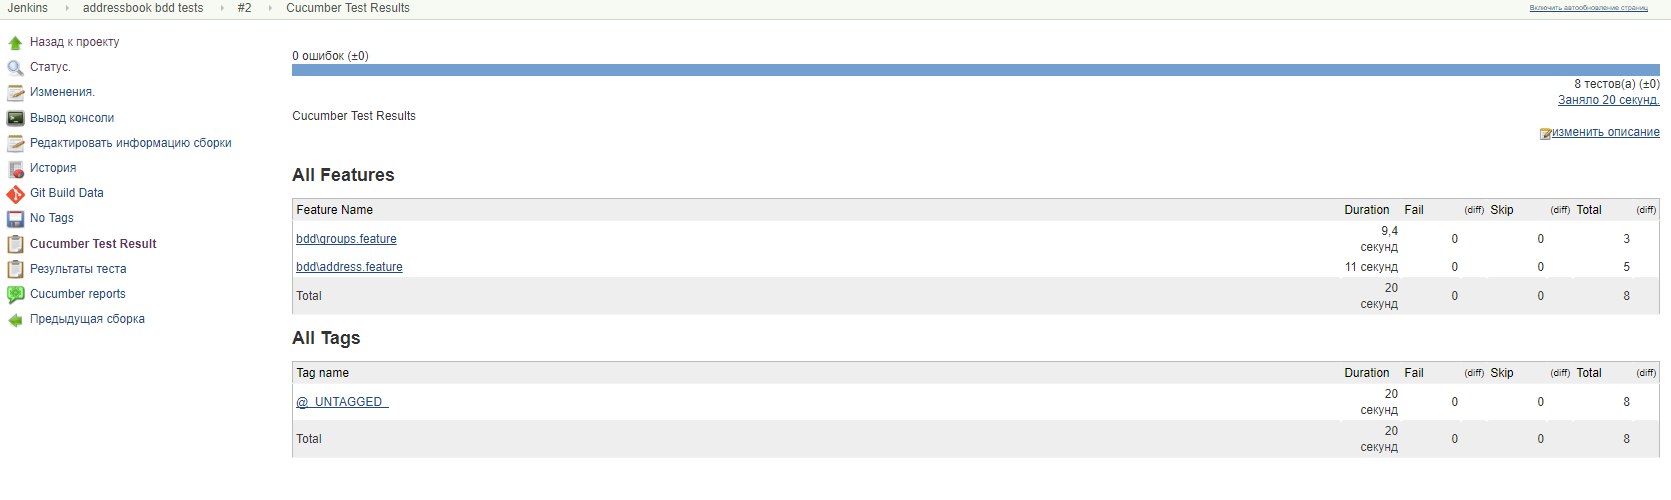 Jenkins addressbook bdd tests #2 Cucumber Test Results
Включить автообновление страниц
Назад к проекту
Статус.
Изменения.
Вывод консоли
Редактировать информацию сборки
История
Git Build Data
No Tags
Cucumber Test Result
Результаты теста
Cucumber reports
Предыдущая сборка
0 ошибок (±0)
8 тестов(а) (±0)
Заняло 20 секунд.
Cucumber Test Results
изменить описание
All Features
Feature Name Duration Fail (diff) Skip (diff) Total (diff)
bdd\groups.feature 9,4 секунд 0 0 3
bdd\address.feature 11 секунд 0 0 5
Total 20 секунд 0 0 8
All Tags
Tag name Duration Fail (diff) Skip (diff) Total (diff)
@_UNTAGGED_ 20 секунд 0 0 8
Total 20 секунд 0 0 8